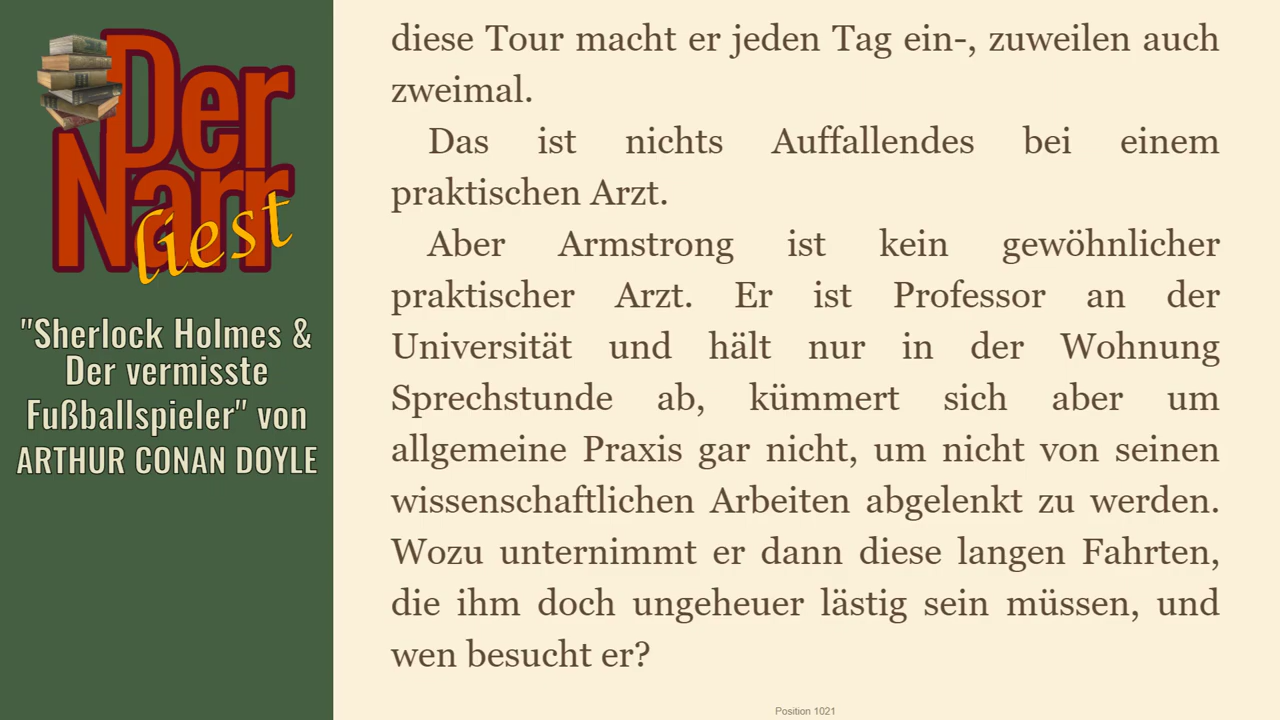 Der
Narr
liest
"Sherlock Holmes &
Der vermisste
Fußballspieler" von
ARTHUR CONAN DOYLE
diese Tour macht er jeden Tag ein-, zuweilen auch
zweimal.
Das ist nichts Auffallendes bei einem
praktischen Arzt.
Aber Armstrong ist kein gewöhnlicher
praktischer Arzt. Er ist Professor an der
Universität und hält nur in der Wohnung
Sprechstunde ab, kümmert sich aber um
allgemeine Praxis gar nicht, um nicht von seinen
wissenschaftlichen Arbeiten abgelenkt zu werden.
Wozu unternimmt er dann diese langen Fahrten,
die ihm doch ungeheuer lästig sein müssen, und
wen besucht er?
Position 1021